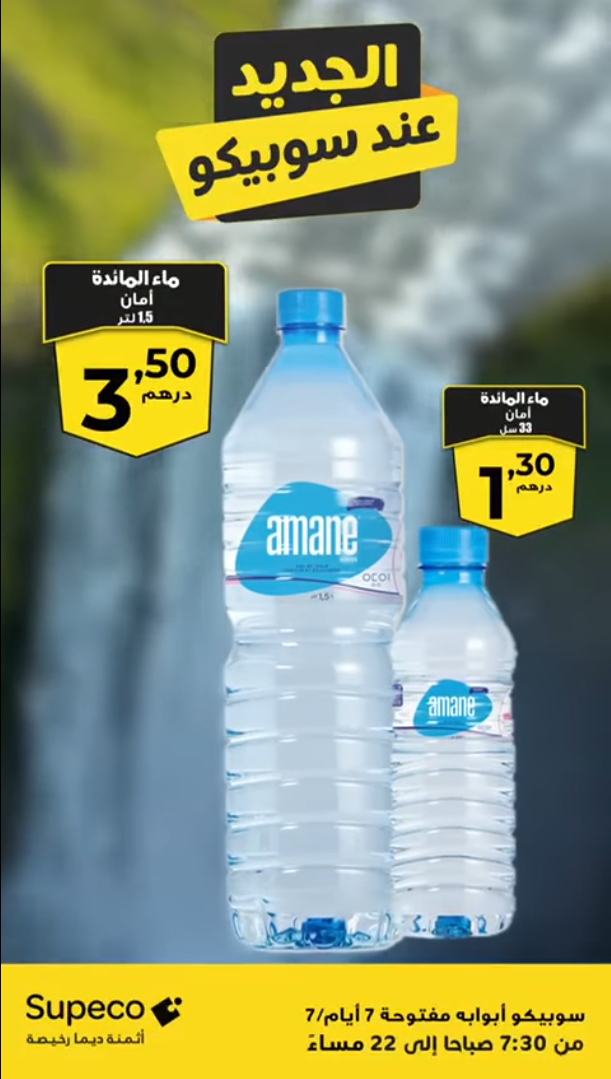 الجديد
عند سوبيكو
ماء المائدة
أمان
1,5 لتر
3,50
درهم
ماء المائدة
أمان
33 سل
1,30
درهم
amane
1,5
amane
Supeco
أثمنة ديما رخيصة
سوبيكو أبوابه مفتوحة 7 أيام/7
من 7:30 صباحا إلى 22 مساءً